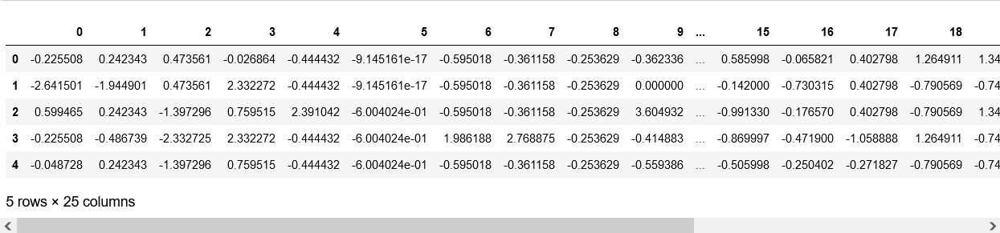 0 1 2 3 4 5 6 7 8 9 ... 15 16 17 18
0 -0.225508 0.242343 0.473561 -0.026864 -0.444432 -9.145161e-17 -0.595018 -0.361158 -0.253629 -0.362336 ... 0.585998 -0.065821 0.402798 1.264911 1.34
1 -2.641501 -1.944901 0.473561 2.332272 -0.444432 -9.145161e-17 -0.595018 -0.361158 -0.253629 0.000000 ... -0.142000 -0.730315 0.402798 -0.790569 -0.74
2 0.599465 0.242343 -1.397296 0.759515 2.391042 -6.004024e-01 -0.595018 -0.361158 -0.253629 3.604932 ... -0.991330 -0.176570 0.402798 -0.790569 1.34
3 -0.225508 -0.486739 -2.332725 2.332272 -0.444432 -6.004024e-01 1.986188 2.768875 -0.253629 -0.414883 ... -0.869997 -0.471900 -1.058888 1.264911 -0.74
4 -0.048728 0.242343 -1.397296 0.759515 -0.444432 -6.004024e-01 -0.595018 -0.361158 -0.253629 -0.559386 ... -0.505998 -0.250402 -0.271827 -0.790569 -0.74
5 rows × 25 columns